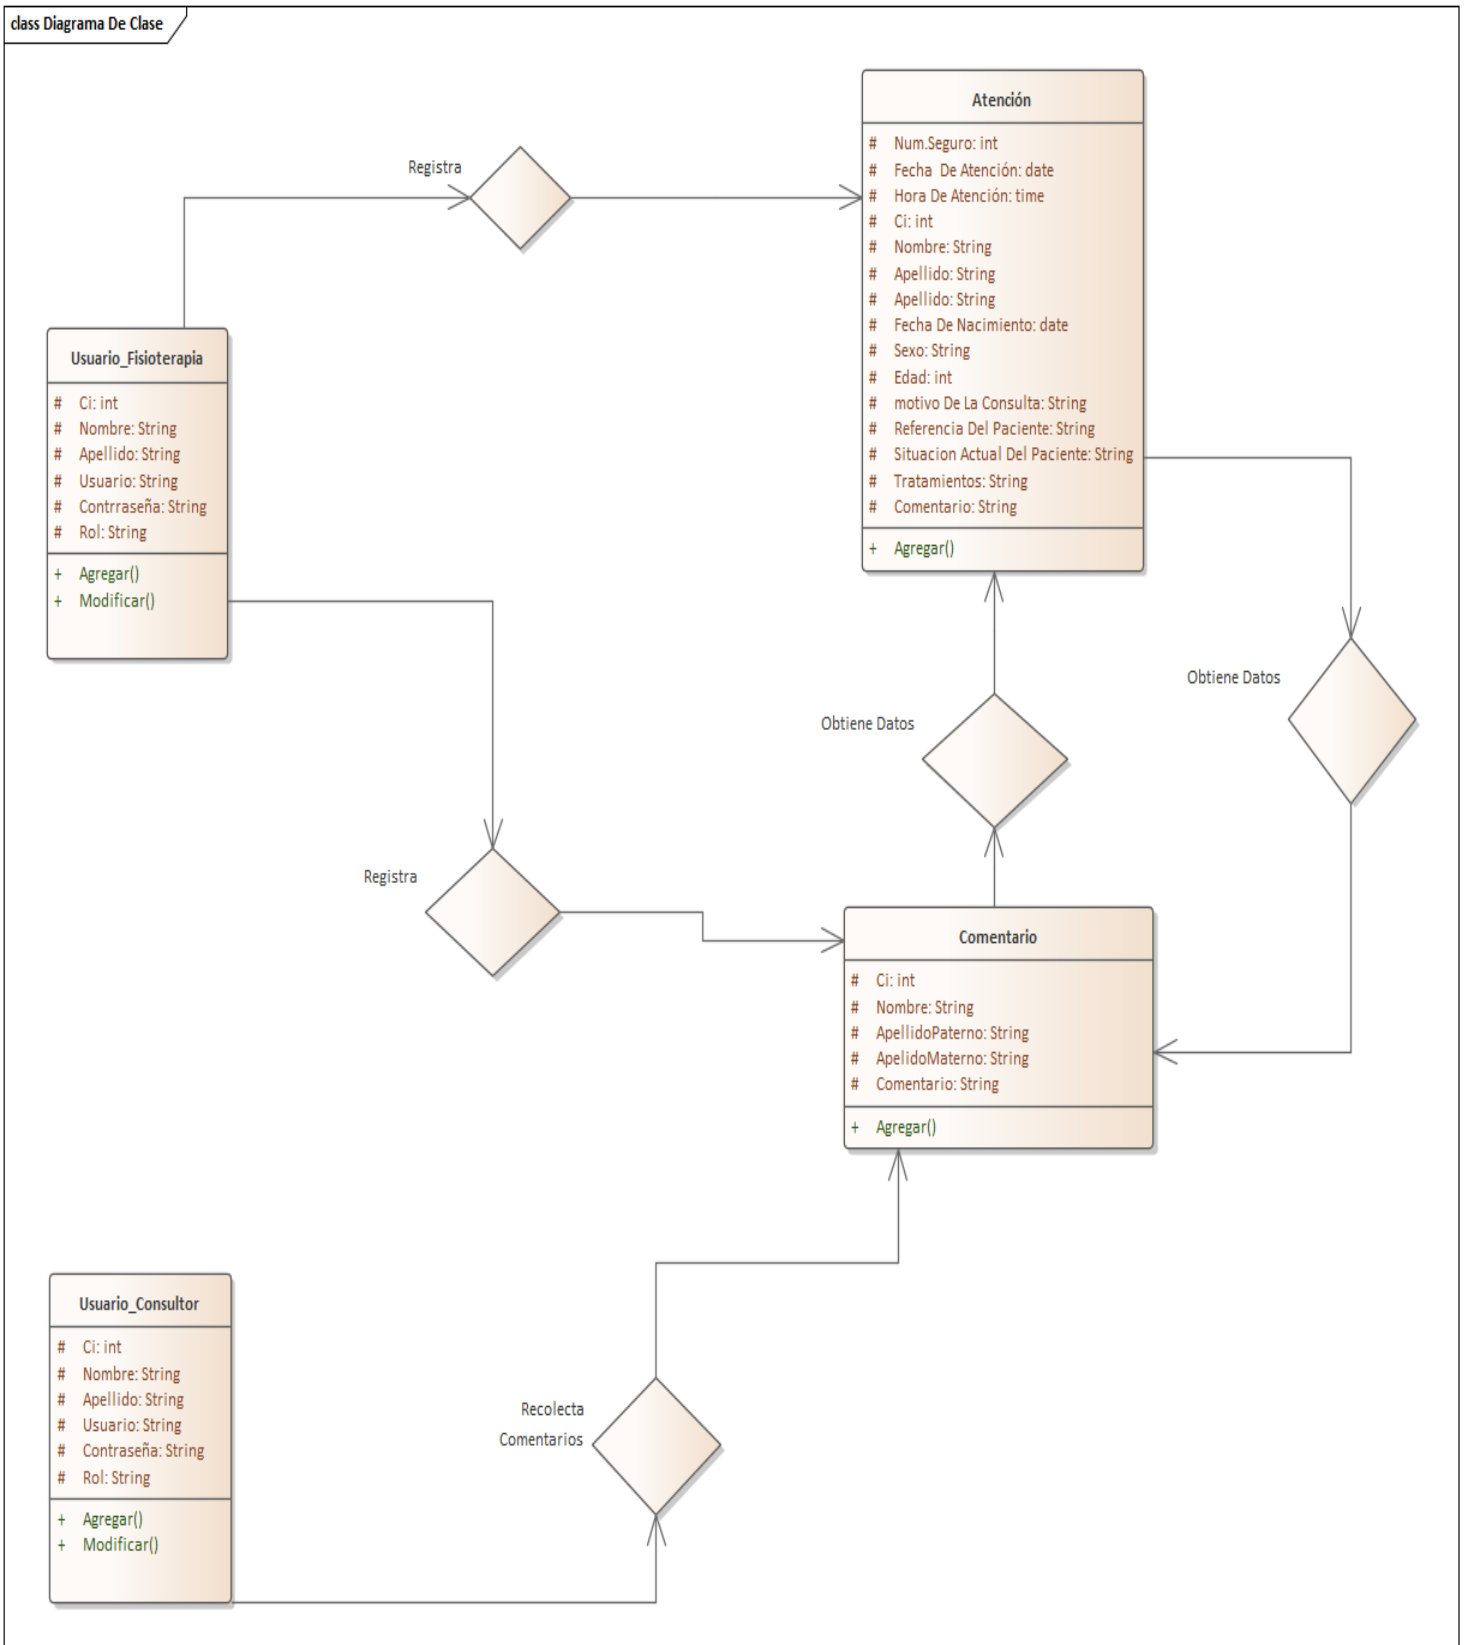 class Diagrama De Clase
Atención
# Num.Seguro: int
# Fecha De Atención: date
# Hora De Atención: time
# Ci: int
# Nombre: String
# Apellido: String
# Apellido: String
# Fecha De Nacimiento: date
# Sexo: String
# Edad: int
# motivo De La Consulta: String
# Referencia Del Paciente: String
# Situacion Actual Del Paciente: String
# Tratamientos: String
# Comentario: String
+ Agregar()
Registra
Usuario_Fisioterapia
# Ci: int
# Nombre: String
# Apellido: String
# Usuario: String
# Contrraseña: String
# Rol: String
+ Agregar()
+ Modificar()
Obtiene Datos
Obtiene Datos
Registra
Comentario
# Ci: int
# Nombre: String
# ApellidoPaterno: String
# ApelidoMaterno: String
# Comentario: String
+ Agregar()
Usuario_Consultor
# Ci: int
# Nombre: String
# Apellido: String
# Usuario: String
# Contraseña: String
# Rol: String
+ Agregar()
+ Modificar()
Recolecta
Comentarios